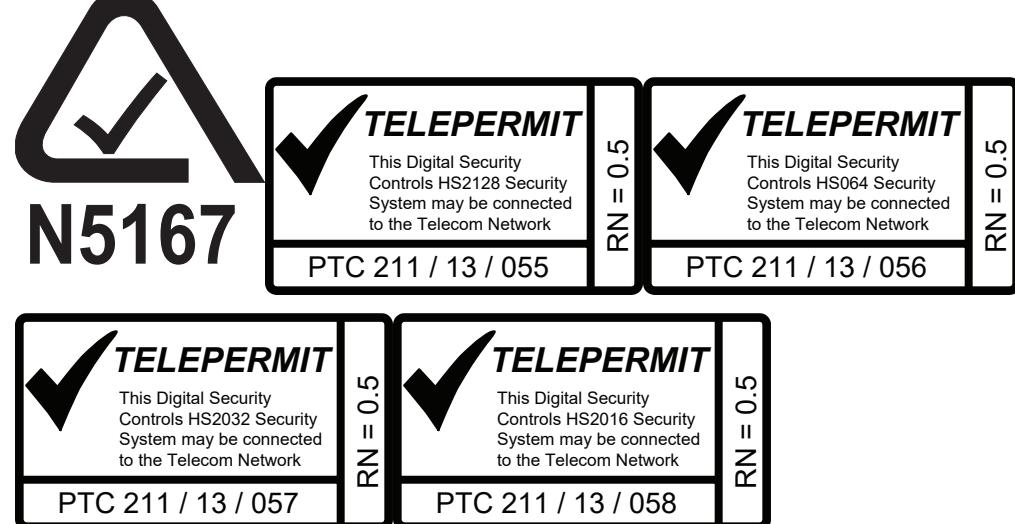 N5167
TELEPERMIT
This Digital Security
Controls HS2128 Security
System may be connected
to the Telecom Network
RN = 0.5
PTC 211 / 13 / 055
TELEPERMIT
This Digital Security
Controls HS064 Security
System may be connected
to the Telecom Network
RN = 0.5
PTC 211 / 13 / 056
TELEPERMIT
This Digital Security
Controls HS2032 Security
System may be connected
to the Telecom Network
RN = 0.5
PTC 211 / 13 / 057
TELEPERMIT
This Digital Security
Controls HS2016 Security
System may be connected
to the Telecom Network
RN = 0.5
PTC 211 / 13 / 058